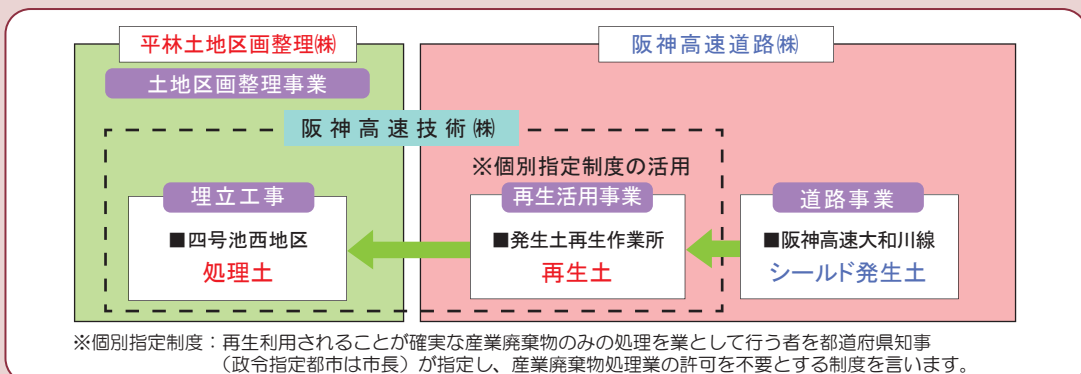 平林土地区画整理㈱
阪神高速道路㈱
土地区画整理事業
阪神高速技術㈱
※個別指定制度の活用
埋立工事
再生活用事業
道路事業
■四号池西地区
■発生土再生作業所
■阪神高速大和川線
処理土
再生土
シールド発生土
※個別指定制度：再生利用されることが確実な産業廃棄物のみの処理を業として行う者を都道府県知事
（政令指定都市は市長）が指定し、産業廃棄物処理業の許可を不要とする制度を言います。